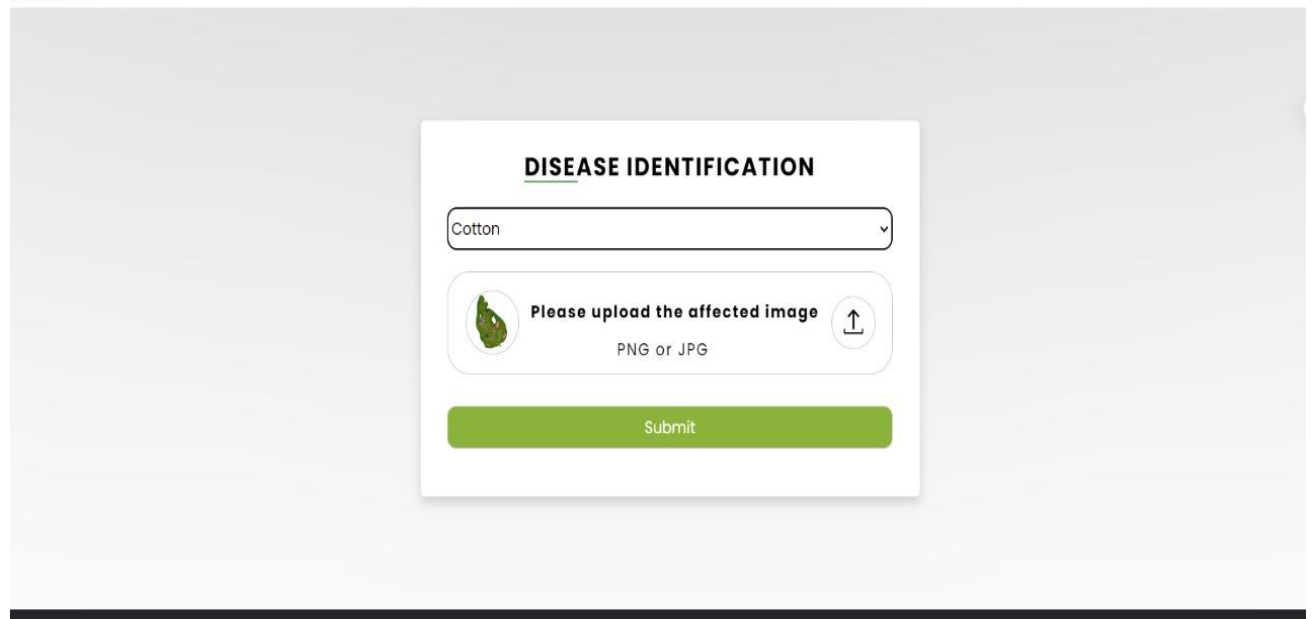 DISEASE IDENTIFICATION
Cotton
Please upload the affected image
PNG or JPG
Submit